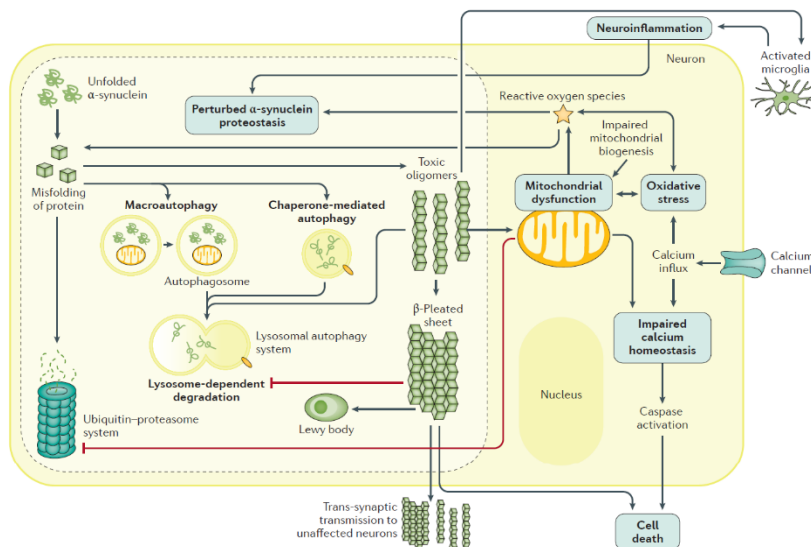 Neuroinflammation
Activated
microglia
Neuron
Unfolded
α-synuclein
Perturbed α-synuclein
proteostasis
Reactive oxygen species
Impaired
mitochondrial
biogenesis
Misfolding
of protein
Toxic
oligomers
Macroautophagy
Chaperone-mediated
autophagy
Mitochondrial
dysfunction
Oxidative
stress
Autophagosome
Calcium
influx
Calcium
channel
β-Pleated
sheet
Lysosomal autophagy
system
Impaired
calcium
homeostasis
Lysosome-dependent
degradation
Nucleus
Lewy body
Caspase
activation
Ubiquitin–proteasome
system
Trans-synaptic
transmission to
unaffected neurons
Cell
death